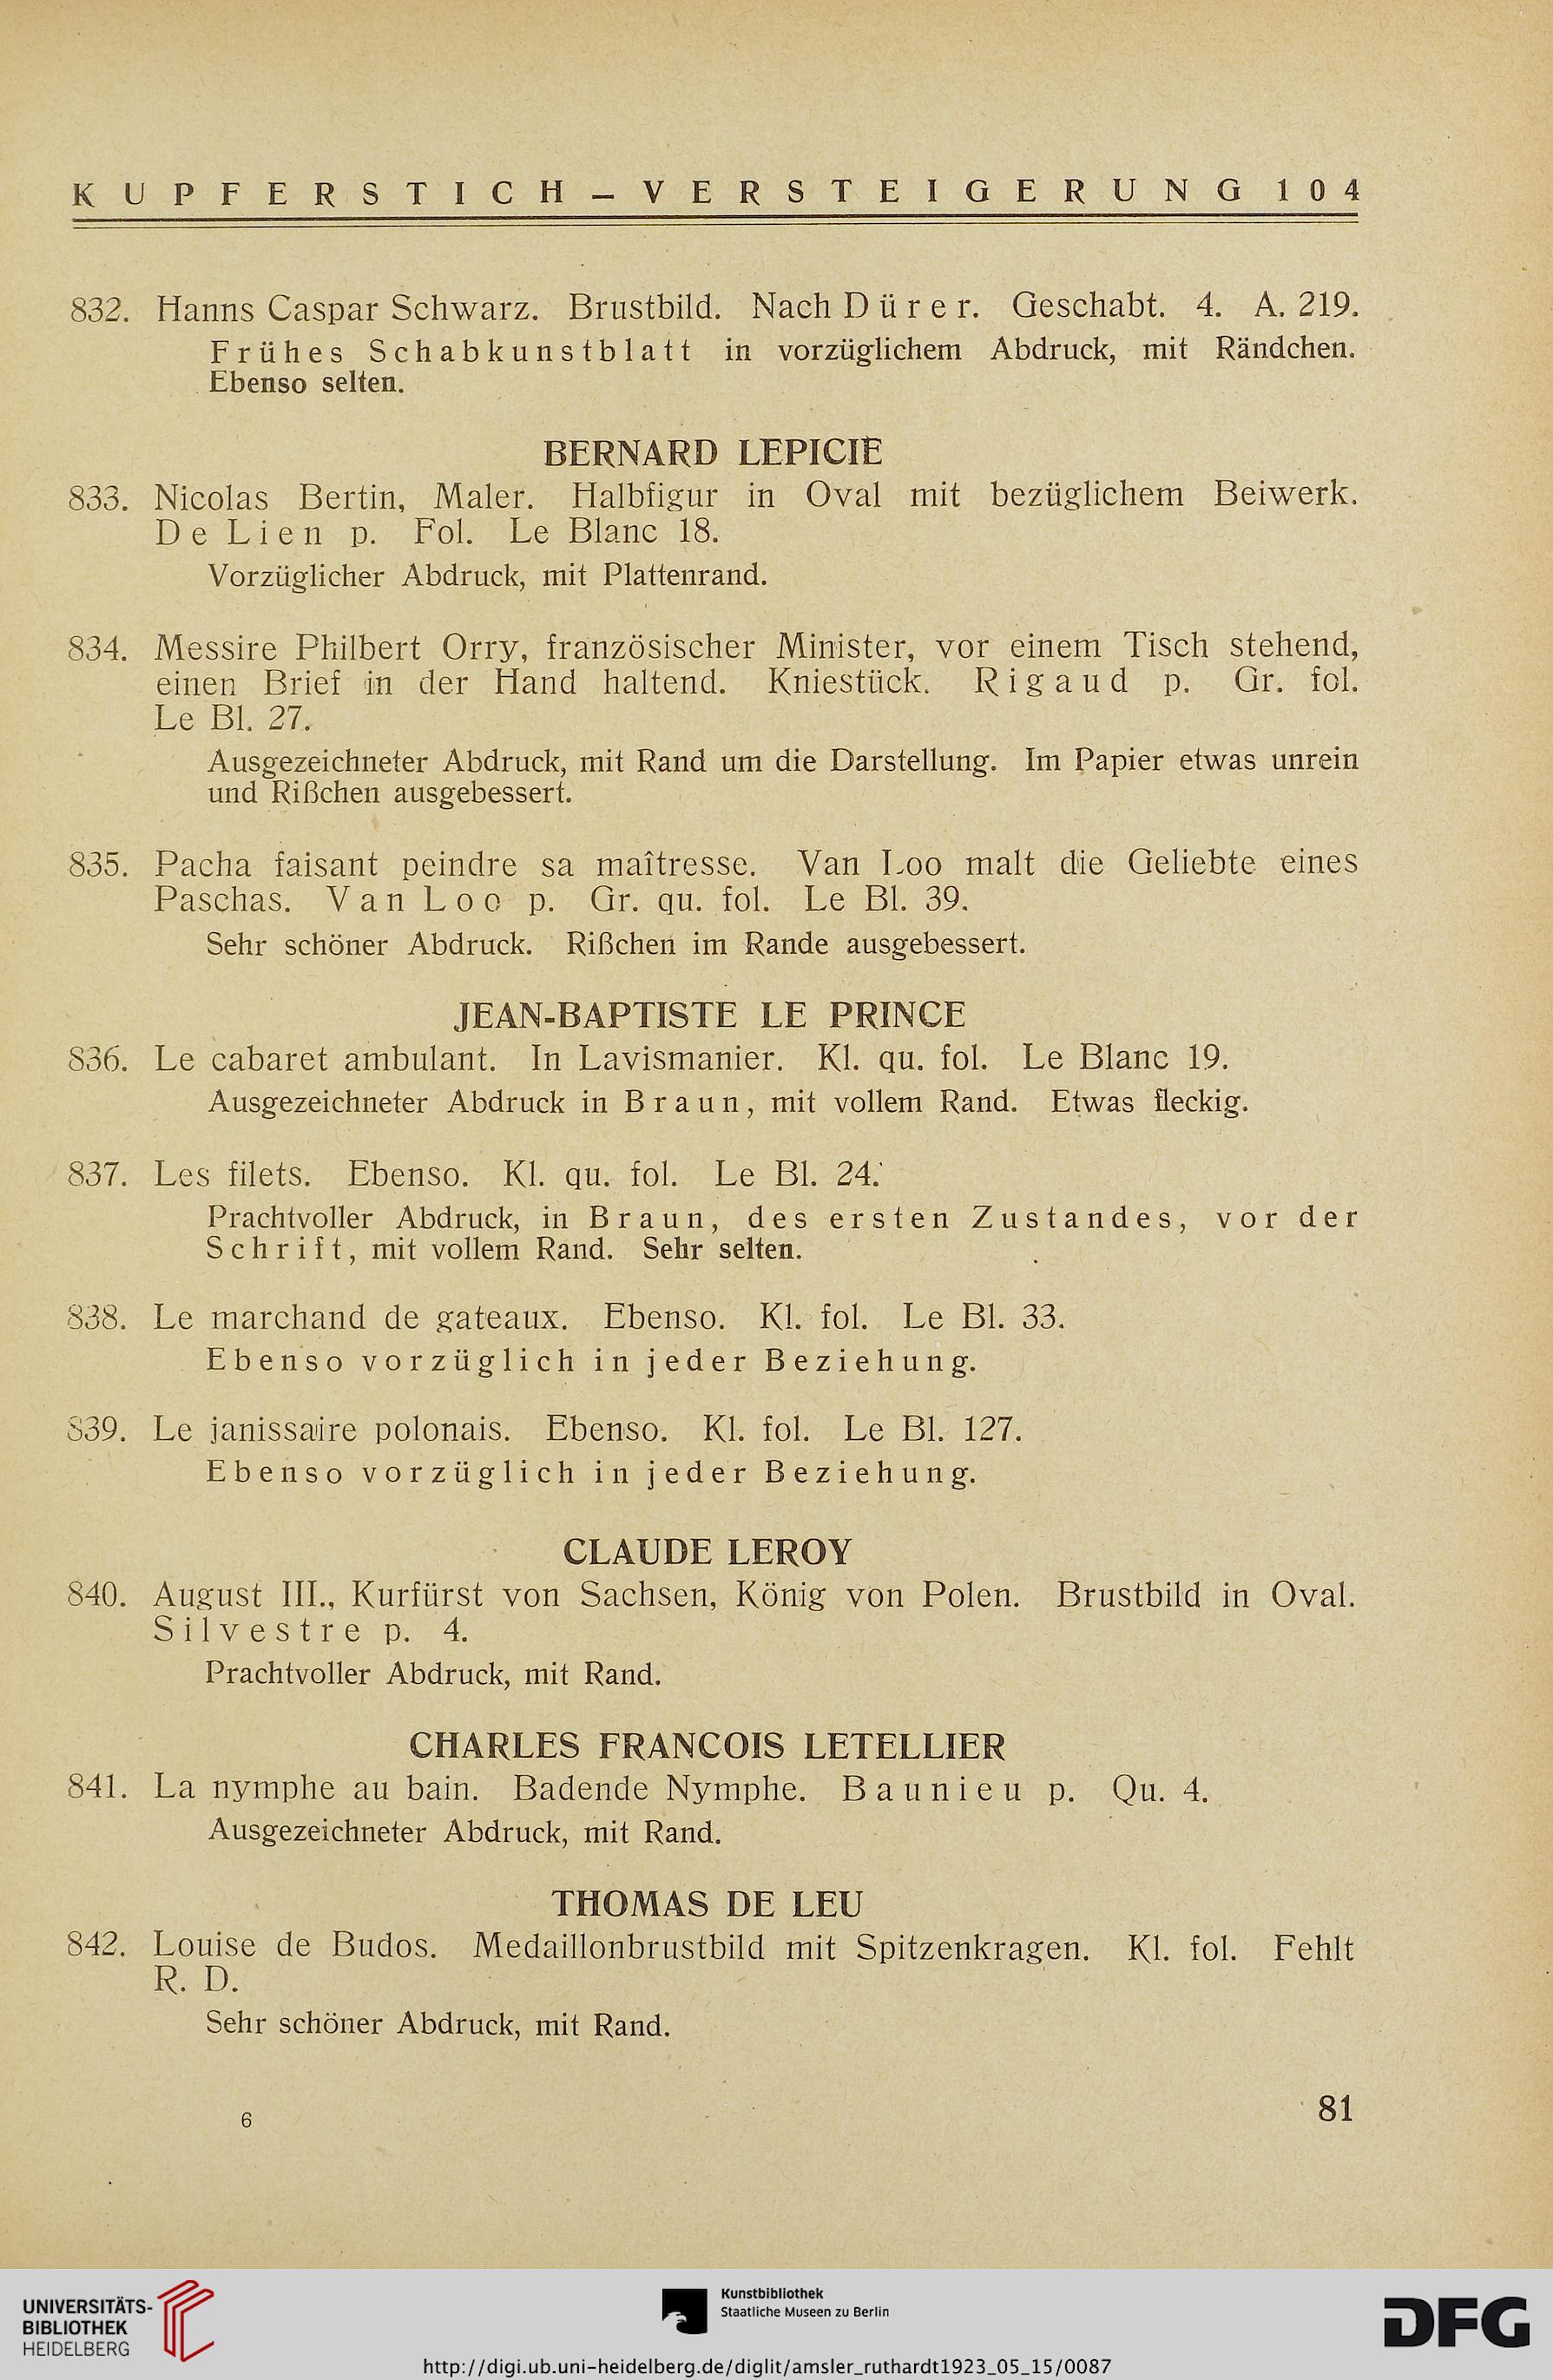 KUPFERSTICH – VERSTEIGERUNG 104
832. Hanns Caspar Schwarz. Brustbild. Nach Dürer. Geschabt. 4. A. 219.
Frühes Schabkunstblatt in vorzüglichem Abdruck, mit Rändchen.
Ebenso selten.
BERNARD LEPICIÈ
833. Nicolas Bertin, Maler. Halbfigur in Oval mit bezüglichem Beiwerk.
De Lien p. Fol. Le Blanc 18.
Vorzüglicher Abdruck, mit Plattenrand.
834. Messire Philbert Orry, französischer Minister, vor einem Tisch stehend,
einen Brief in der Hand haltend. Kniestück. Rigaud p. Gr. fol.
Le Bl. 27.
Ausgezeichneter Abdruck, mit Rand um die Darstellung. Im Papier etwas unrein
und Rißchen ausgebessert.
835. Pacha faisant peindre sa maîtresse. Van Loo malt die Geliebte eines
Paschas. Van Loo p. Gr. qu. fol. Le Bl. 39.
Sehr schöner Abdruck. Rißchen im Rande ausgebessert.
JEAN-BAPTISTE LE PRINCE
836. Le cabaret ambulant. In Lavismanier. Kl. qu. fol. Le Blanc 19.
Ausgezeichneter Abdruck in Braun, mit vollem Rand. Etwas fleckig.
837. Les filets. Ebenso. Kl. qu. fol. Le Bl. 24.
Prachtvoller Abdruck, in Braun, des ersten Zustandes, vor der
Schrift, mit vollem Rand. Sehr selten.
838. Le marchand de gateaux. Ebenso. Kl. fol. Le Bl. 33.
Ebenso vorzüglich in jeder Beziehung.
839. Le janissaire polonais. Ebenso. Kl. fol. Le Bl. 127.
Ebenso vorzüglich in jeder Beziehung.
CLAUDE LEROY
840. August III., Kurfürst von Sachsen, König von Polen. Brustbild in Oval.
Silvestre p. 4.
Prachtvoller Abdruck, mit Rand.
CHARLES FRANCOIS LETELLIER
841. La nymphe au bain. Badende Nymphe. Baunieu p. Qu. 4.
Ausgezeichneter Abdruck, mit Rand.
THOMAS DE LEU
842. Louise de Budos. Medaillonbrustbild mit Spitzenkragen. Kl. fol. Fehlt
R. D.
Sehr schöner Abdruck, mit Rand.
6
81
UNIVERSITÄTS-
BIBLIOTHEK
HEIDELBERG
Kunstbibliothek
Staatliche Museen zu Berlin
DFG
http://digi.ub.uni-heidelberg.de/diglit/amsler_ruthardt1923_05_15/0087